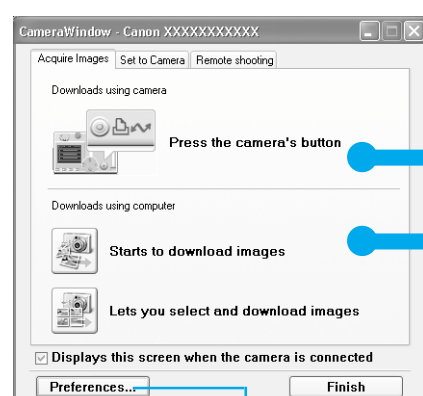 CameraWindow - Canon XXXXXXXXXXX
Acquire Images Set to Camera Remote shooting
Downloads using camera
Press the camera's button
Downloads using computer
Starts to download images
Lets you select and download images
Displays this screen when the camera is connected
Preferences... Finish